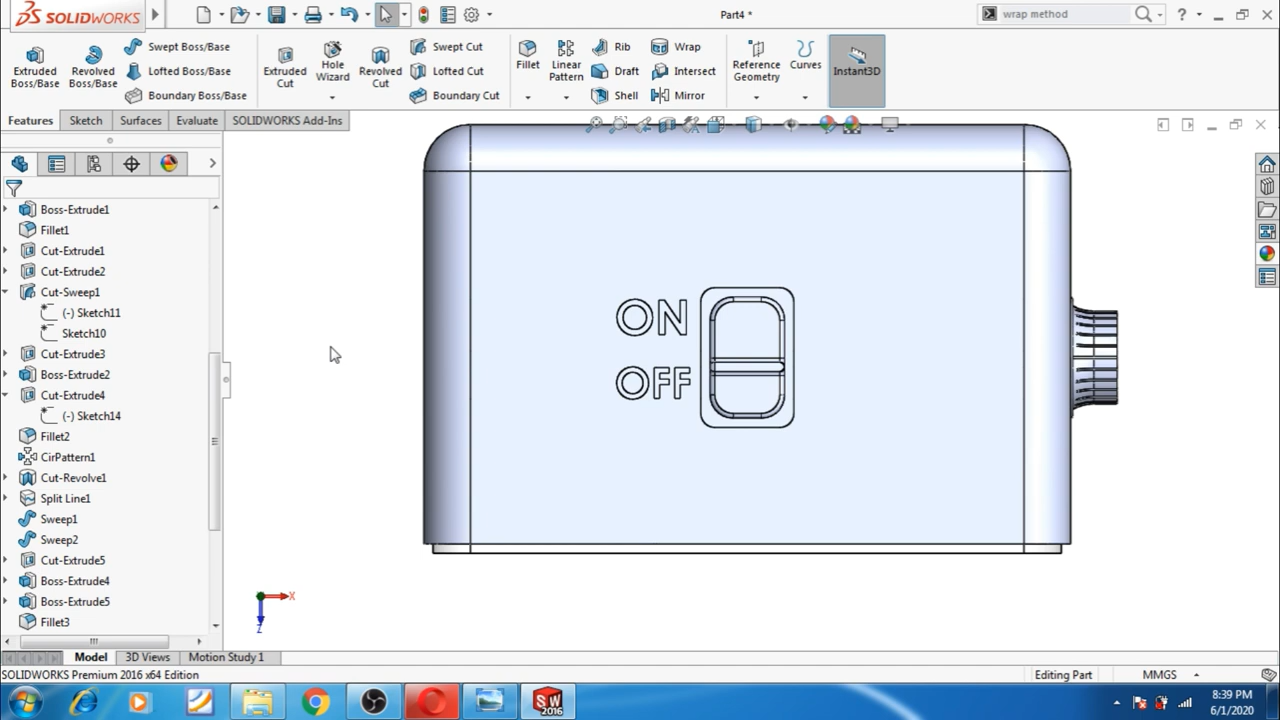 SOLIDWORKS
Part4 *
wrap method
?
Extruded Boss/Base
Revolved Boss/Base
Swept Boss/Base
Lofted Boss/Base
Boundary Boss/Base
Extruded Cut
Hole Wizard
Revolved Cut
Swept Cut
Lofted Cut
Boundary Cut
Fillet
Linear Pattern
Rib
Draft
Shell
Wrap
Intersect
Mirror
Reference Geometry
Curves
Instant3D
Features
Sketch
Surfaces
Evaluate
SOLIDWORKS Add-Ins
Boss-Extrude1
Fillet1
Cut-Extrude1
Cut-Extrude2
Cut-Sweep1
(-) Sketch11
Sketch10
Cut-Extrude3
Boss-Extrude2
Cut-Extrude4
(-) Sketch14
Fillet2
CirPattern1
Cut-Revolve1
Split Line1
Sweep1
Sweep2
Cut-Extrude5
Boss-Extrude4
Boss-Extrude5
Fillet3
ON
OFF
X
Z
Model
3D Views
Motion Study 1
SOLIDWORKS Premium 2016 x64 Edition
Editing Part
MMGS
SW 2016
8:39 PM
6/1/2020